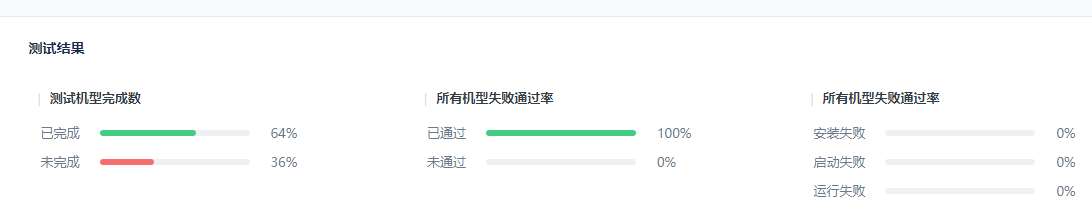 测试结果
测试机型完成数
已完成 64%
未完成 36%
所有机型失败通过率
已通过 100%
未通过 0%
所有机型失败通过率
安装失败 0%
启动失败 0%
运行失败 0%